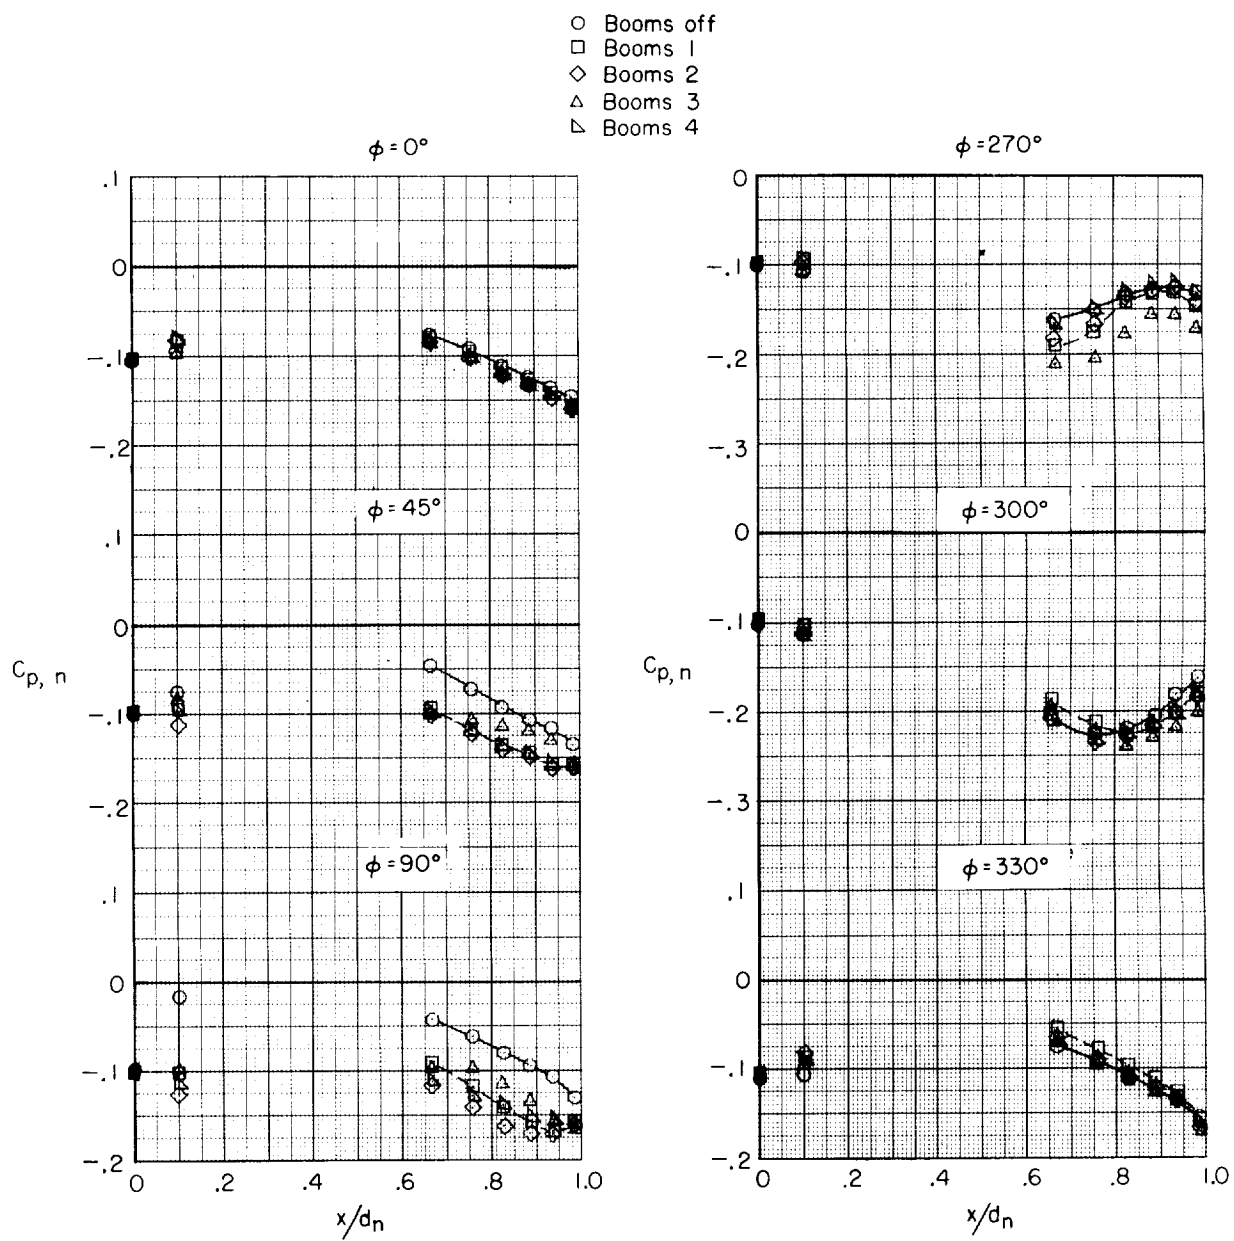 Booms off
Booms 1
Booms 2
Booms 3
Booms 4
ϕ = 0°
.1
0
-.1
-.2
ϕ = 45°
.1
0
-.1
-.2
ϕ = 90°
.1
0
-.1
-.2
0 .2 .4 .6 .8 1.0
x/dn
Cp, n
ϕ = 270°
0
-.1
-.2
-.3
ϕ = 300°
0
-.1
-.2
-.3
ϕ = 330°
.1
0
-.1
-.2
0 .2 .4 .6 .8 1.0
x/dn
Cp, n